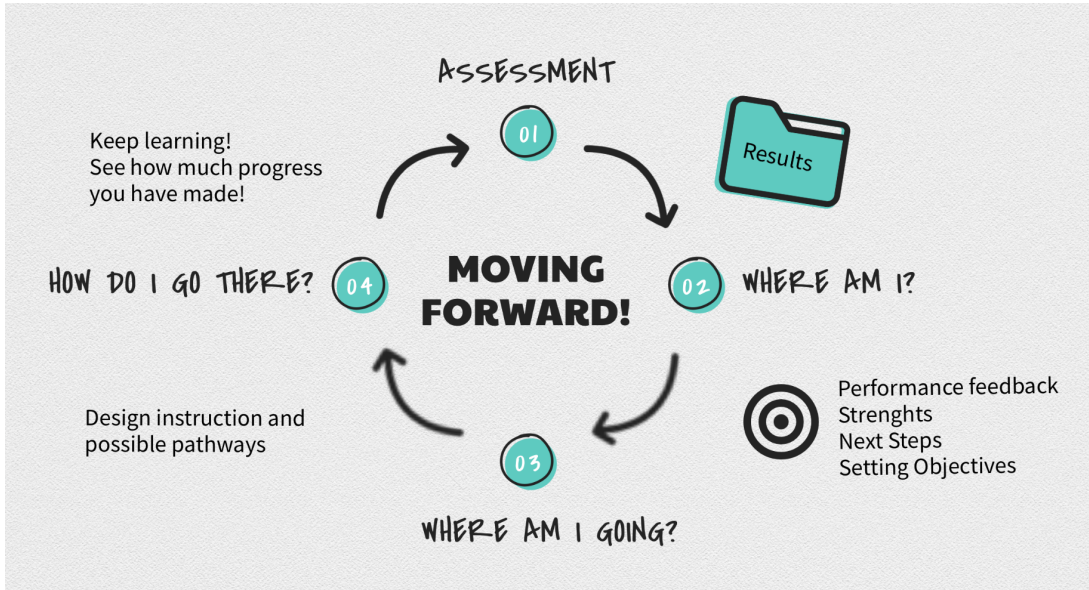 ASSESSMENT
01
Results
Keep learning!
See how much progress
you have made!
HOW DO I GO THERE?
04
MOVING
FORWARD!
02
WHERE AM I?
Design instruction and
possible pathways
Performance feedback
Strenghts
Next Steps
Setting Objectives
03
WHERE AM I GOING?